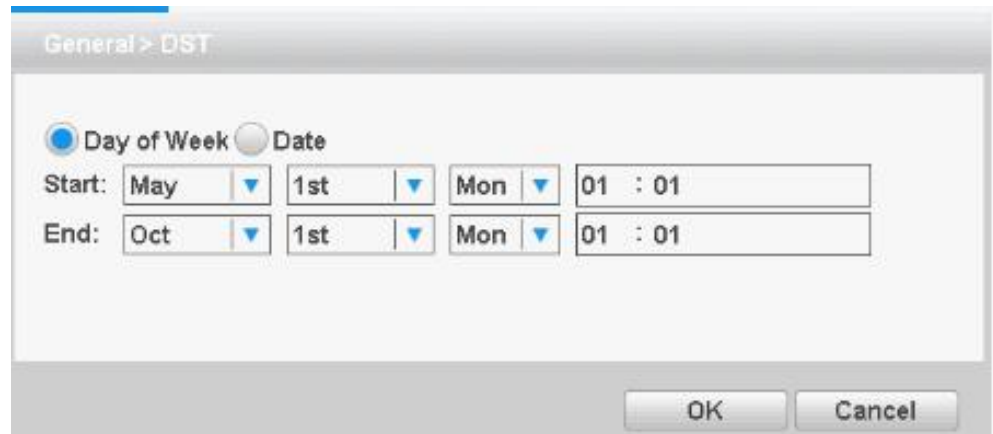 General > DST
Day of Week Date
Start: May 1st Mon 01 : 01
End: Oct 1st Mon 01 : 01
OK Cancel